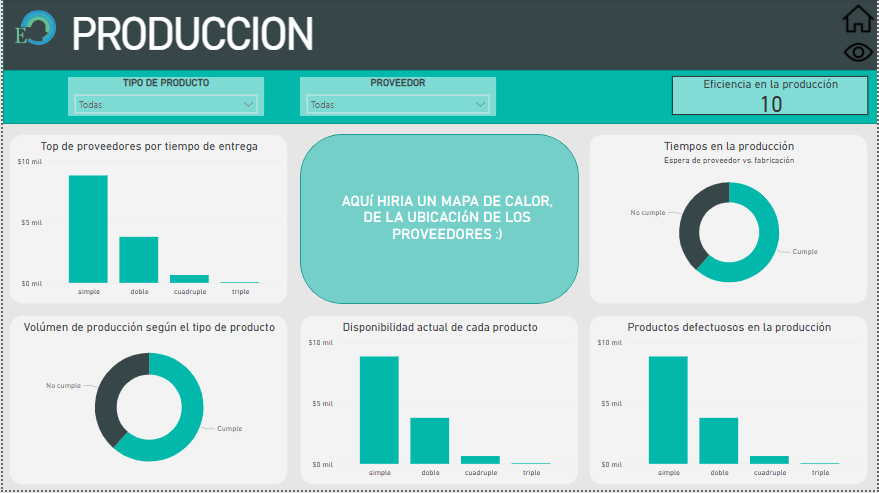 E
PRODUCCION
TIPO DE PRODUCTO
Todas
PROVEEDOR
Todas
Eficiencia en la producción
10
Top de proveedores por tiempo de entrega
$10 mil
$5 mil
$0 mil
simple doble cuadruple triple
AQUÍ HIRIA UN MAPA DE CALOR,
DE LA UBICACIÓN DE LOS
PROVEEDORES :)
Tiempos en la producción
Espera de proveedor vs. fabricación
No cumple
Cumple
Volúmen de producción según el tipo de producto
No cumple
Cumple
Disponibilidad actual de cada producto
$10 mil
$5 mil
$0 mil
simple doble cuadruple triple
Productos defectuosos en la producción
$10 mil
$5 mil
$0 mil
simple doble cuadruple triple